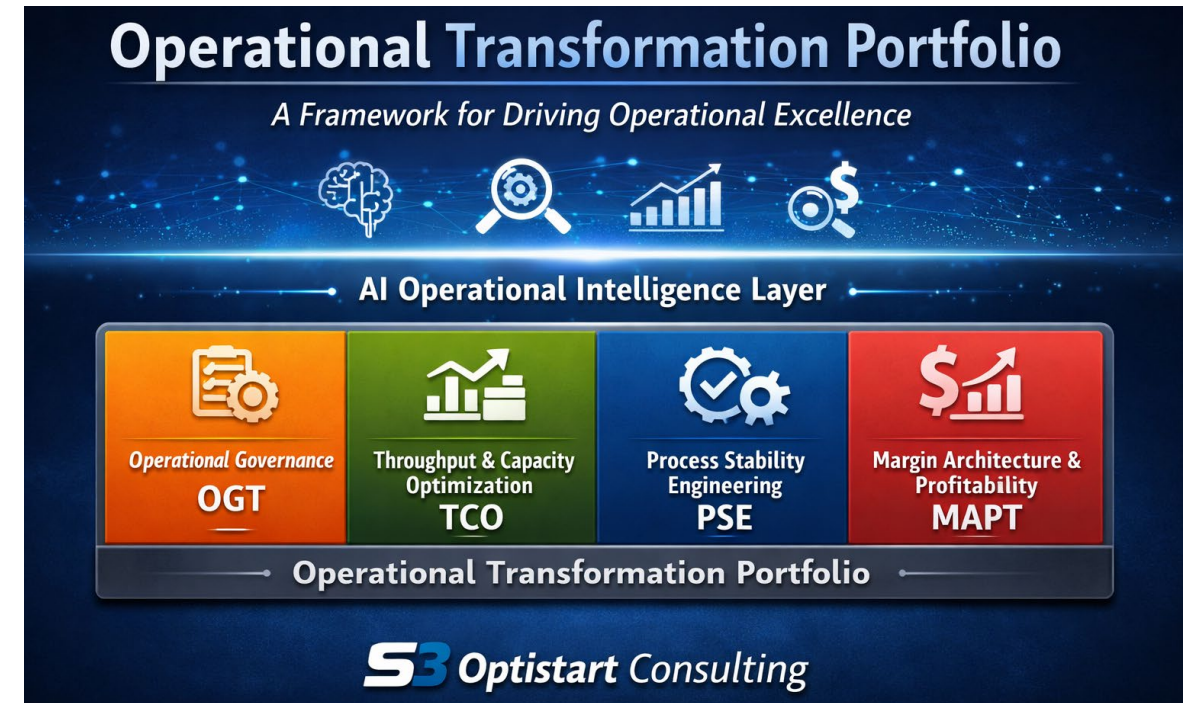 Operational Transformation Portfolio
A Framework for Driving Operational Excellence
AI Operational Intelligence Layer
Operational Governance
OGT
Throughput & Capacity
Optimization
TCO
Process Stability
Engineering
PSE
Margin Architecture &
Profitability
MAPT
Operational Transformation Portfolio
S3 Optistart Consulting